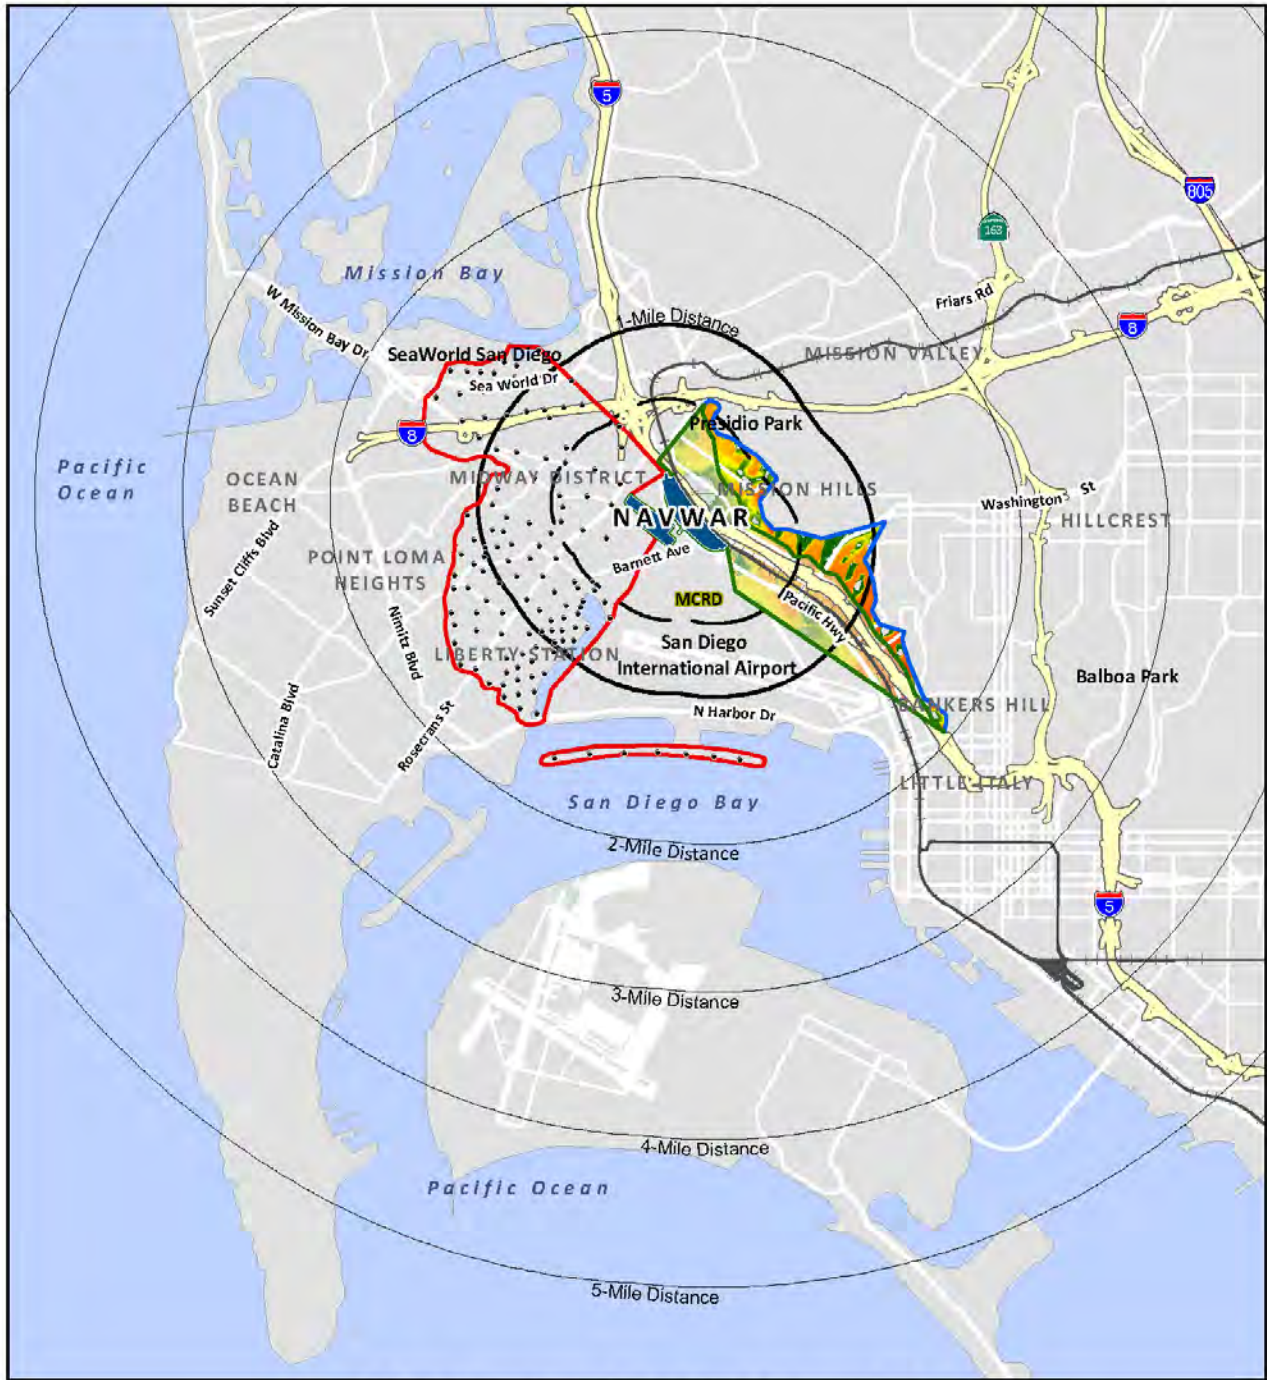 5
805
163
Mission Bay
Friars Rd
W Mission Bay Dr
1-Mile Distance
8
MISSION VALLEY
SeaWorld San Diego
Sea World Dr
Presidio Park
8
Pacific
Ocean
OCEAN
BEACH
MIDWAY DISTRICT
MISSION HILLS
Washington St
NAVWAR
HILLCREST
Sunset Cliffs Blvd
POINT LOMA
HEIGHTS
Barnett Ave
MCRD
Pacific Hwy
Nimitz Blvd
LIBERTY STATION
San Diego
International Airport
Balboa Park
Catalina Blvd
Rosecrans St
N Harbor Dr
BANKERS HILL
LITTLE ITALY
San Diego Bay
2-Mile Distance
5
3-Mile Distance
4-Mile Distance
Pacific Ocean
5-Mile Distance